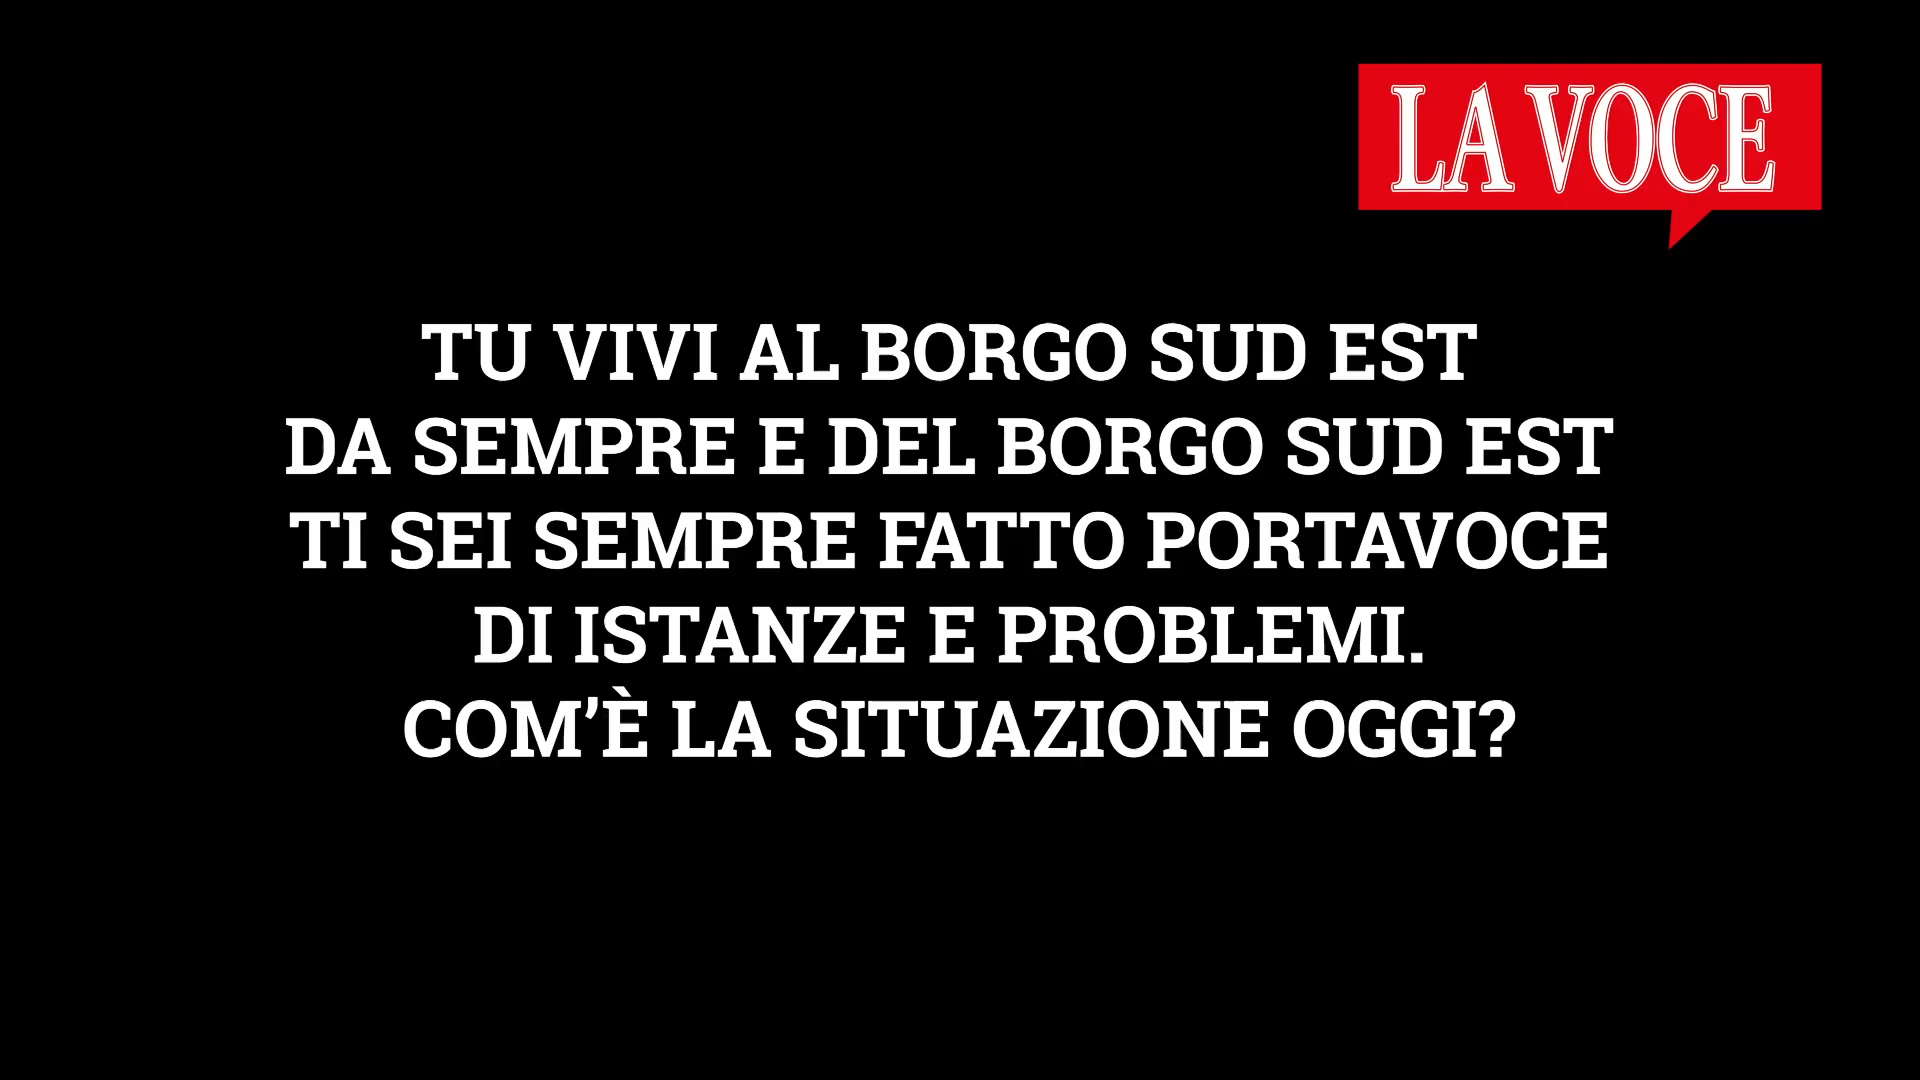 LA VOCE
TU VIVI AL BORGO SUD EST
DA SEMPRE E DEL BORGO SUD EST
TI SEI SEMPRE FATTO PORTAVOCE
DI ISTANZE E PROBLEMI.
COM’È LA SITUAZIONE OGGI?